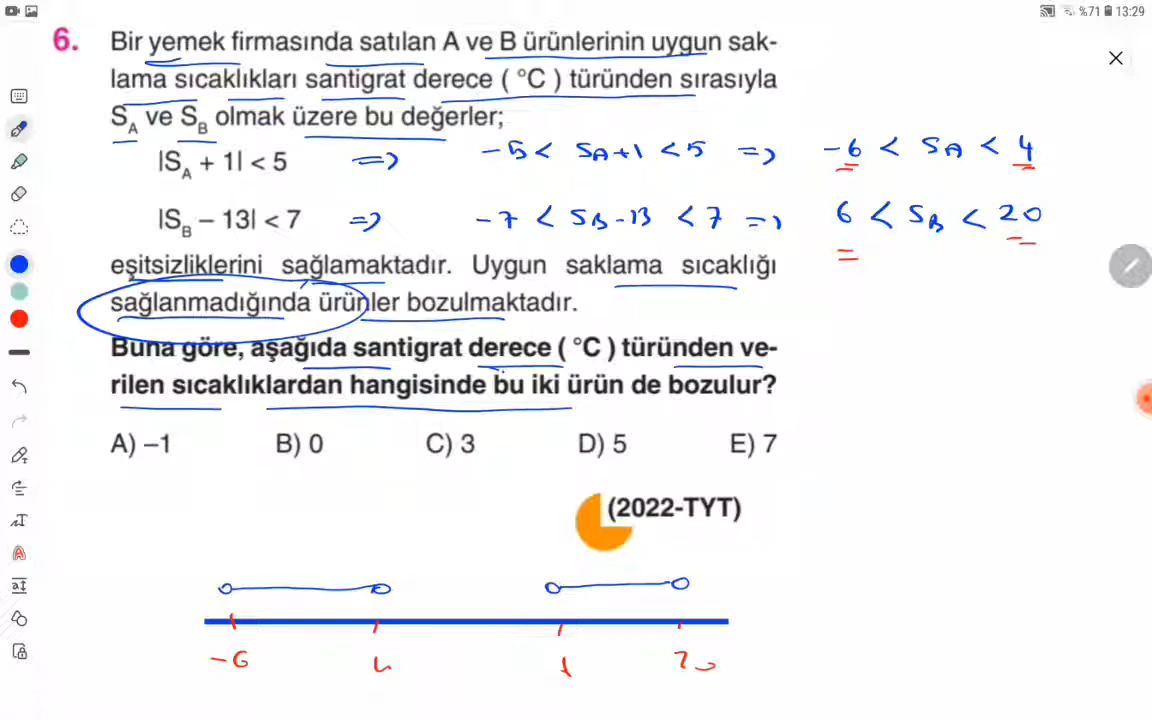 %71 13:29
6. Bir yemek firmasında satılan A ve B ürünlerinin uygun sak-
lama sıcaklıkları santigrat derece ( °C ) türünden sırasıyla
S_A ve S_B olmak üzere bu değerler;
|S_A + 1| < 5 => -5 < S_A+1 < 5 => -6 < S_A < 4
|S_B – 13| < 7 => -7 < S_B-13 < 7 => 6 < S_B < 20
eşitsizliklerini sağlamaktadır. Uygun saklama sıcaklığı
sağlanmadığında ürünler bozulmaktadır.
Buna göre, aşağıda santigrat derece ( °C ) türünden ve-
rilen sıcaklıklardan hangisinde bu iki ürün de bozulur?
A) –1 B) 0 C) 3 D) 5 E) 7
(2022-TYT)
-6 4 20